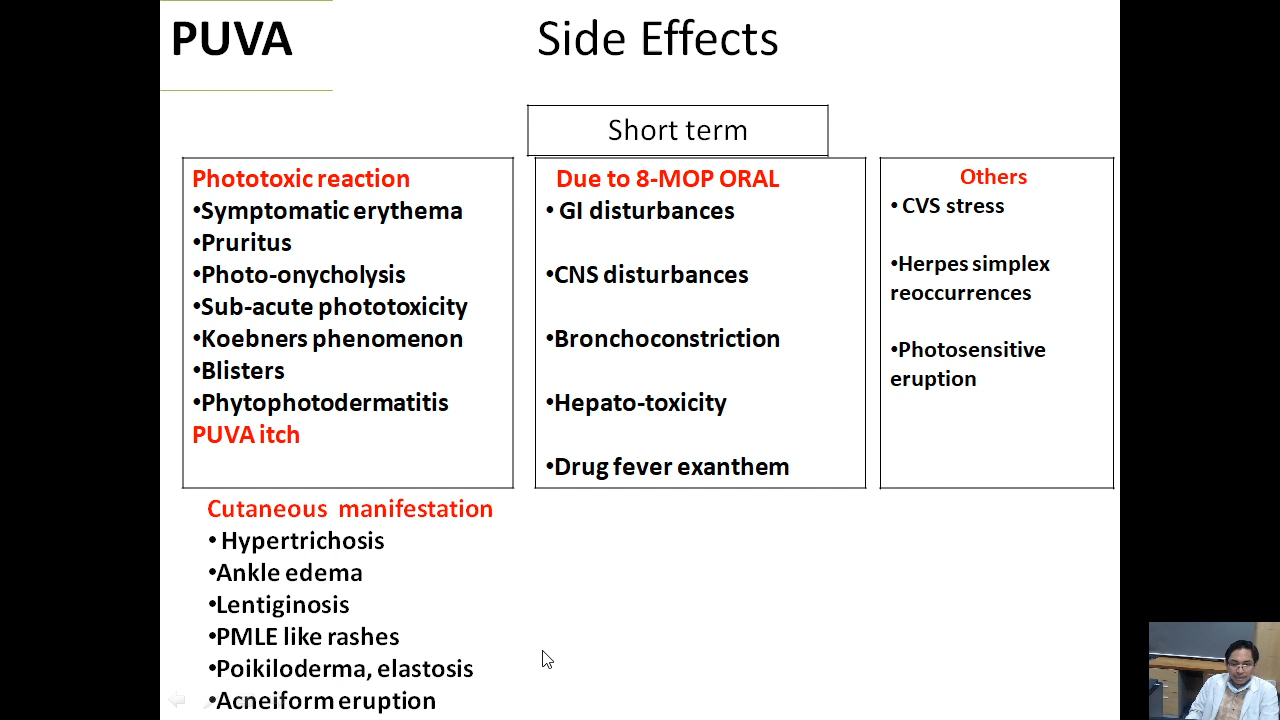 PUVA
Side Effects
Short term
Phototoxic reaction
•Symptomatic erythema
•Pruritus
•Photo-onycholysis
•Sub-acute phototoxicity
•Koebners phenomenon
•Blisters
•Phytophotodermatitis
PUVA itch
Due to 8-MOP ORAL
• GI disturbances
•CNS disturbances
•Bronchoconstriction
•Hepato-toxicity
•Drug fever exanthem
Others
• CVS stress
•Herpes simplex
reoccurrences
•Photosensitive
eruption
Cutaneous manifestation
• Hypertrichosis
•Ankle edema
•Lentiginosis
•PMLE like rashes
•Poikiloderma, elastosis
•Acneiform eruption